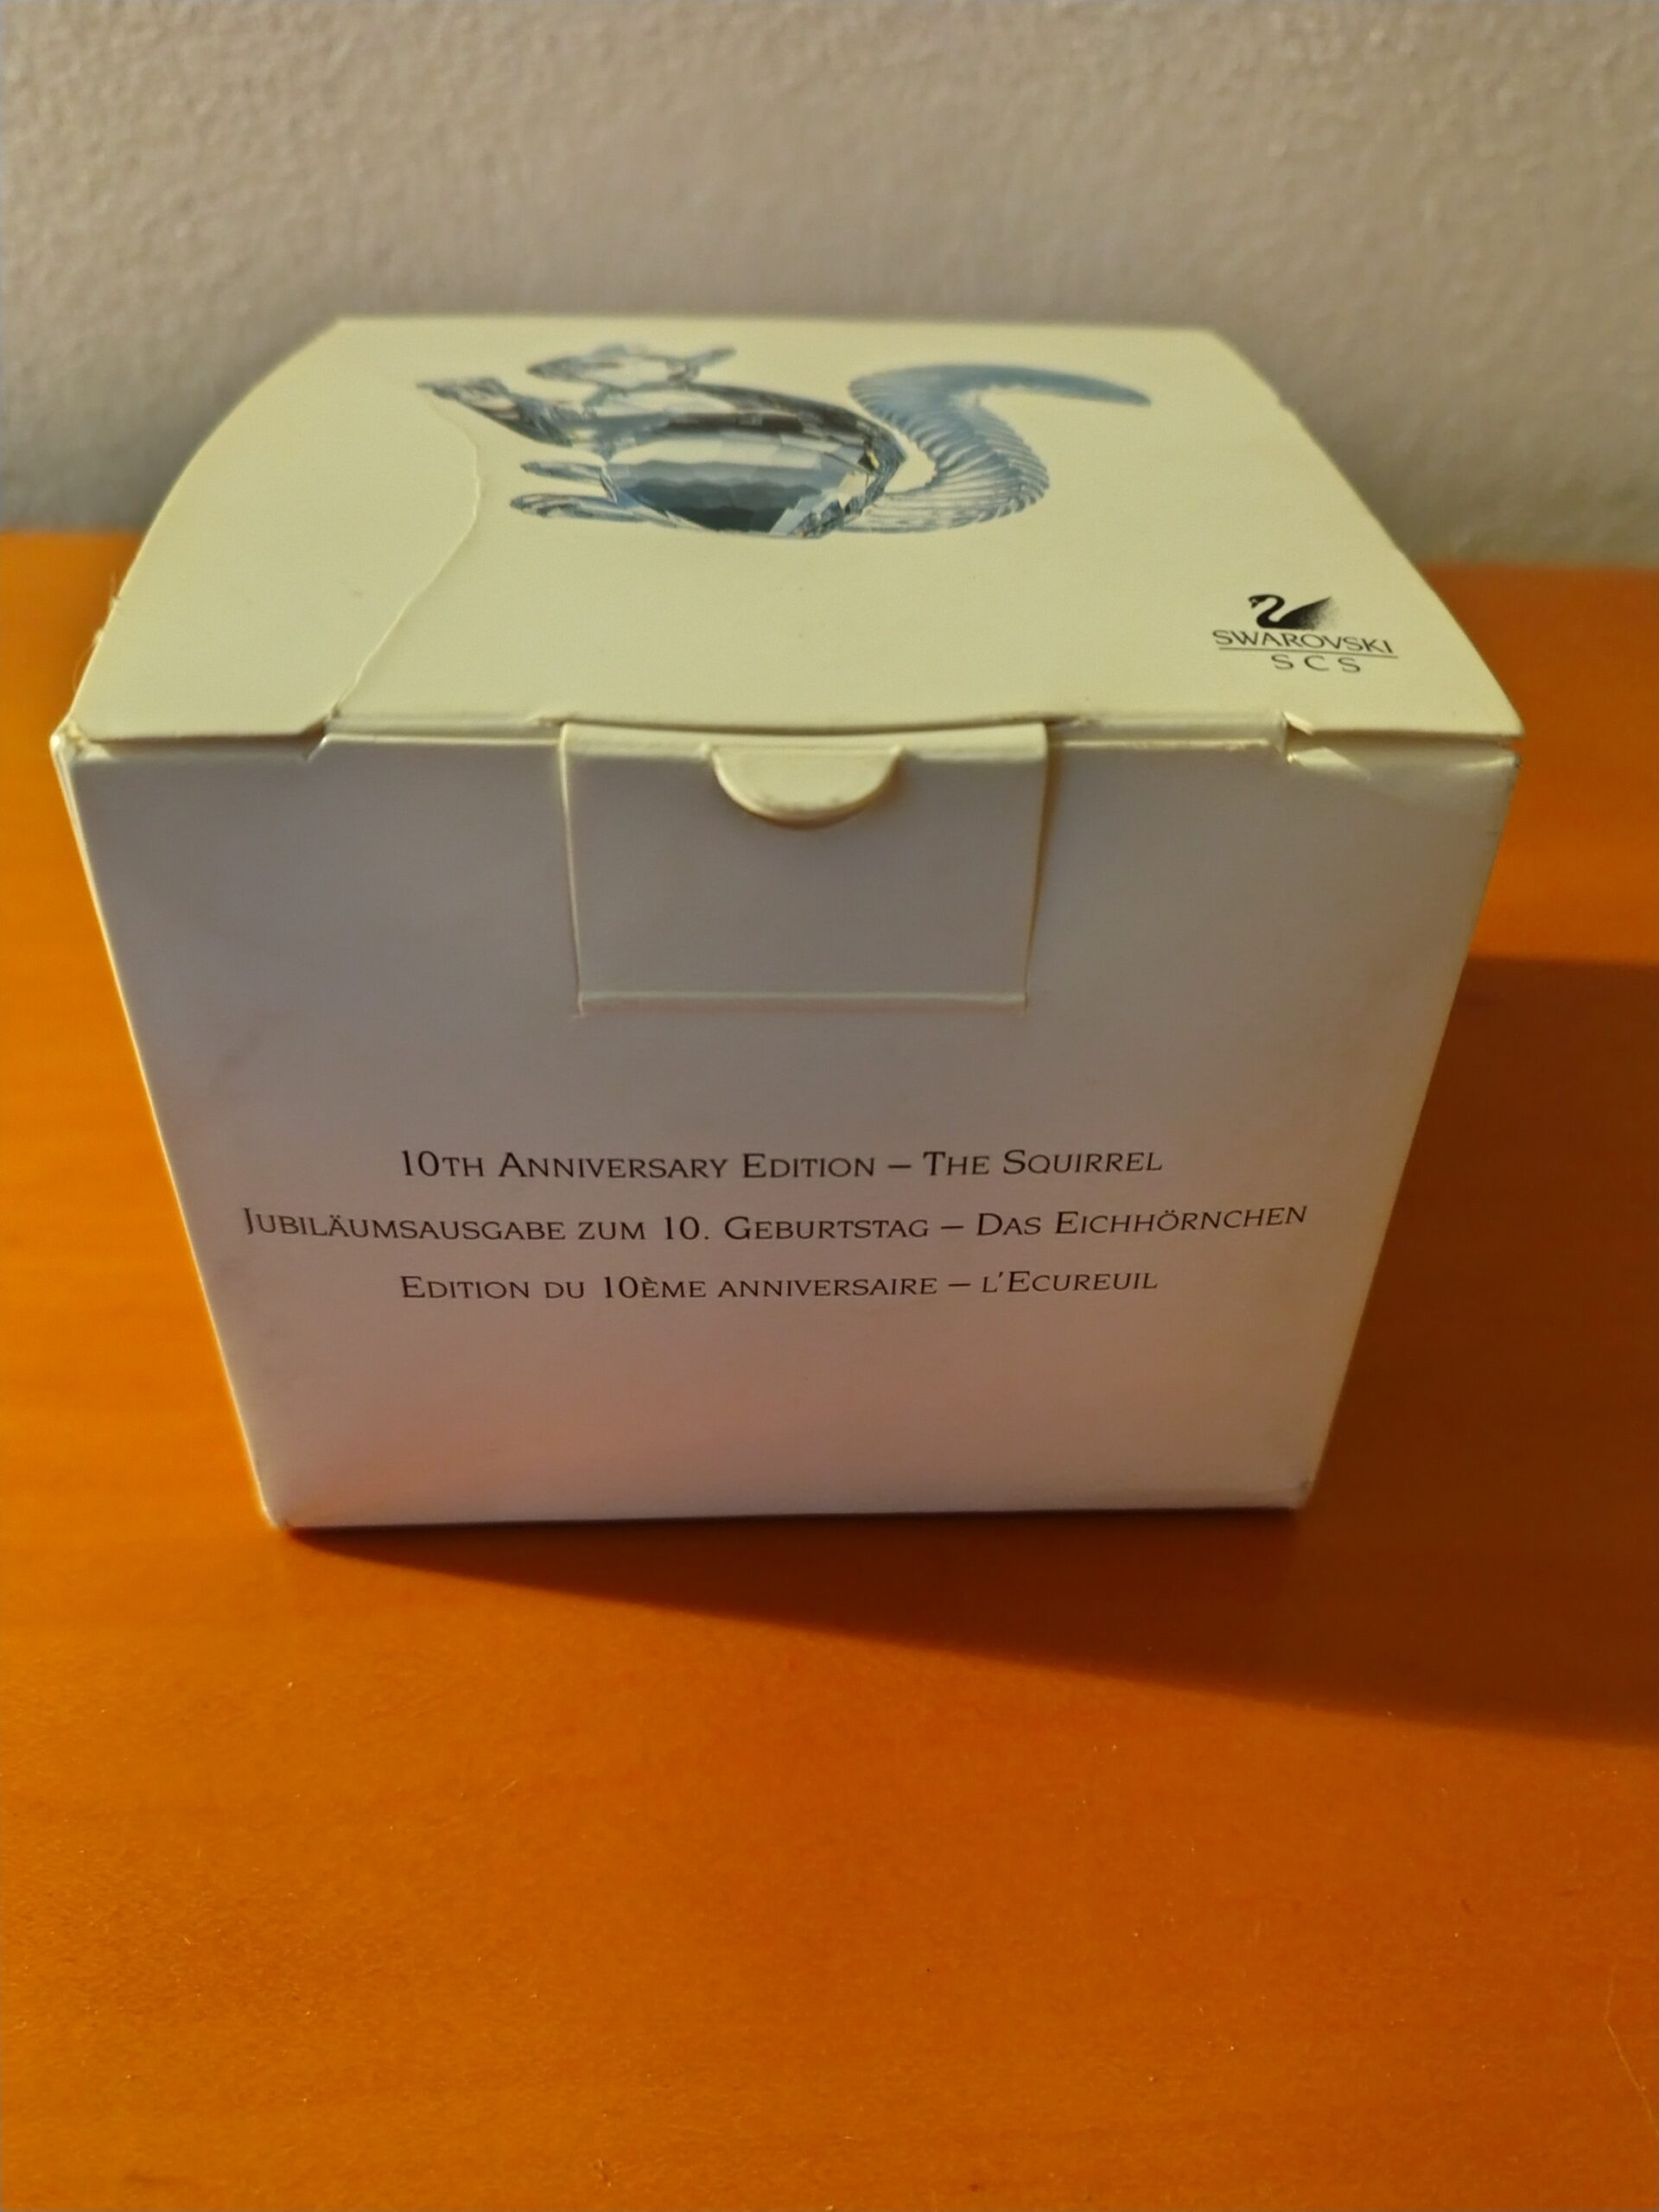 SWAROVSKI
SCS
10TH ANNIVERSARY EDITION – THE SQUIRREL
JUBILÄUMSAUSGABE ZUM 10. GEBURTSTAG – DAS EICHHÖRNCHEN
EDITION DU 10ÈME ANNIVERSAIRE – L'ECUREUIL